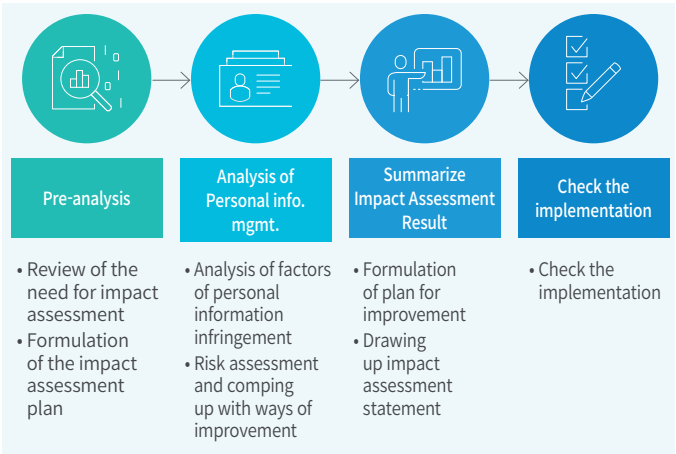 Pre-analysis
Analysis of
Personal info.
mgmt.
Summarize
Impact Assessment
Result
Check the
implementation
• Review of the
need for impact
assessment
• Formulation
of the impact
assessment
plan
• Analysis of factors
of personal
information
infringement
• Risk assessment
and comping
up with ways of
improvement
• Formulation
of plan for
improvement
• Drawing
up impact
assessment
statement
• Check the
implementation